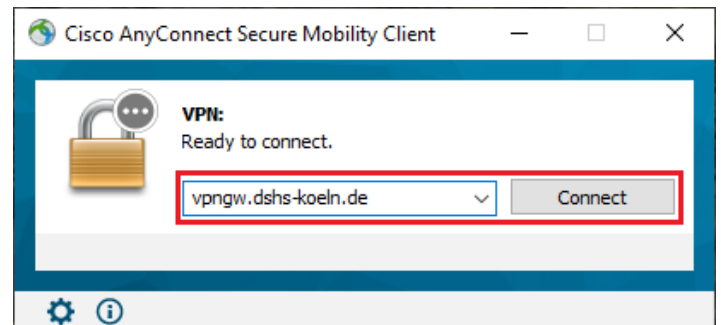 Cisco AnyConnect Secure Mobility Client
VPN:
Ready to connect.
vpngw.dshs-koeln.de
Connect